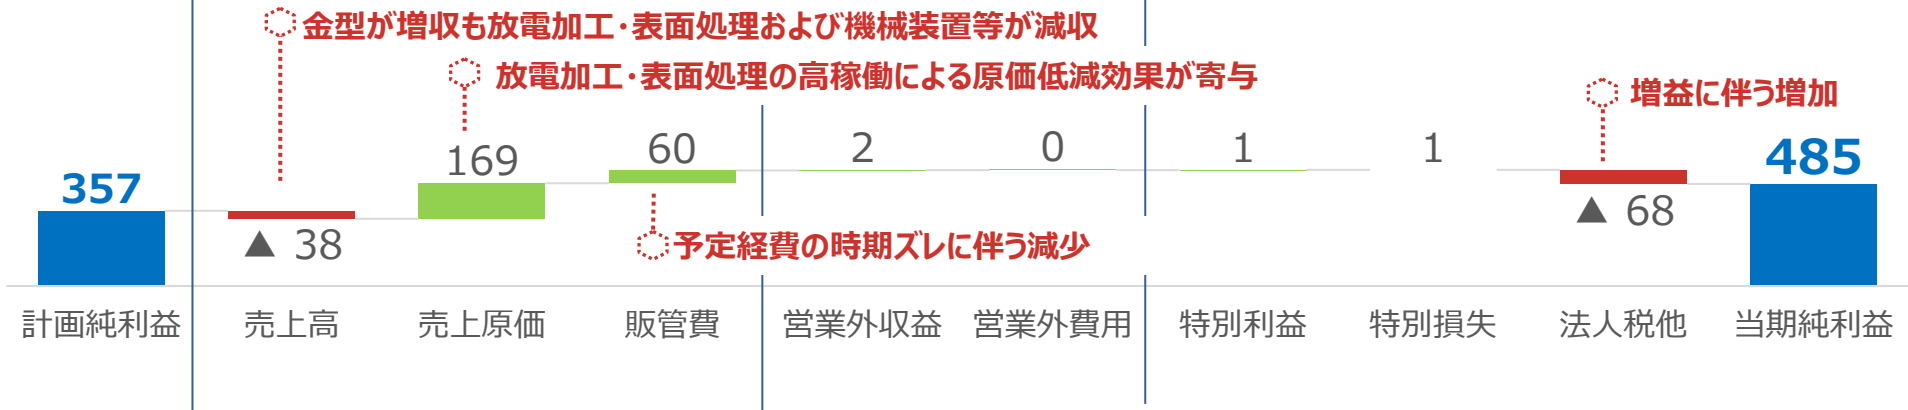 金型が増収も放電加工・表面処理および機械装置等が減収
放電加工・表面処理の高稼働による原価低減効果が寄与
増益に伴う増加
357
▲ 38
169
60
2
0
1
1
▲ 68
485
予定経費の時期ズレに伴う減少
計画純利益
売上高
売上原価
販管費
営業外収益
営業外費用
特別利益
特別損失
法人税他
当期純利益